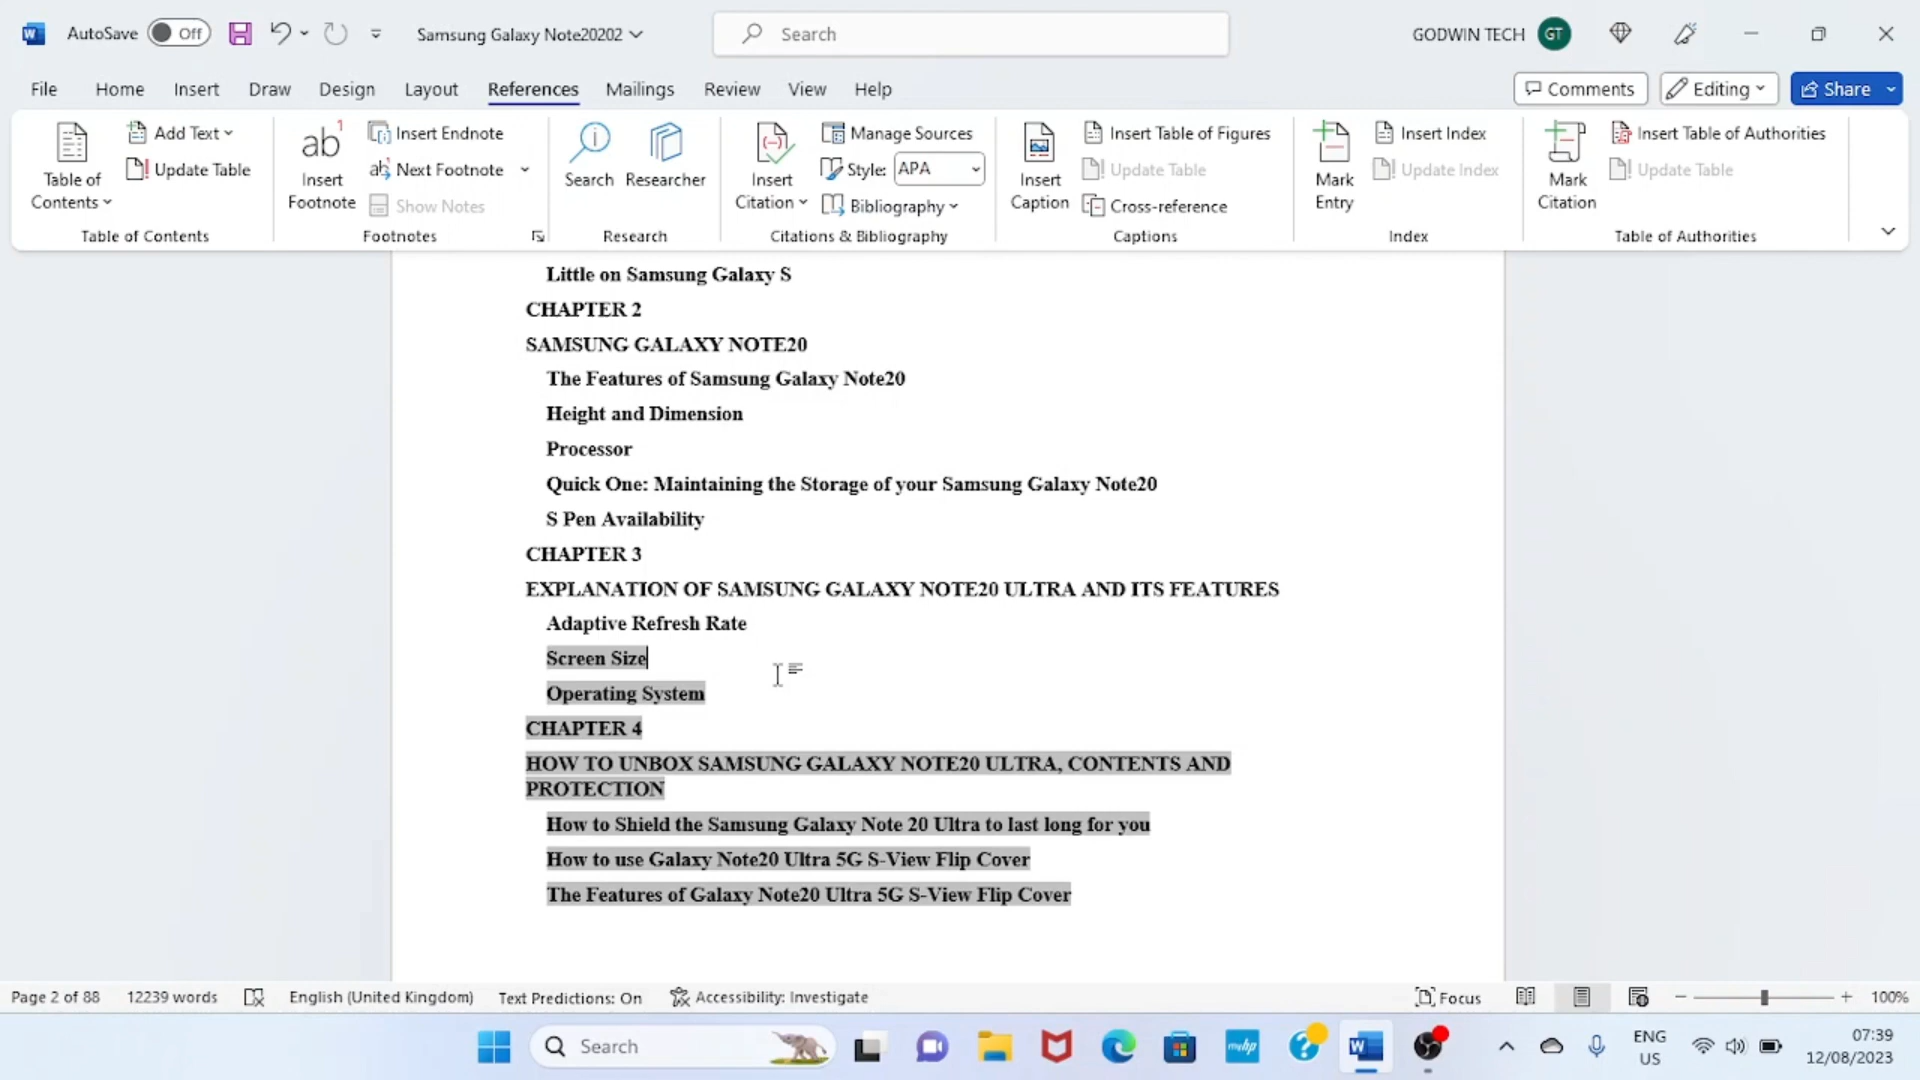 AutoSave Off Samsung Galaxy Note20202 Search GODWIN TECH GT
File Home Insert Draw Design Layout References Mailings Review View Help Comments Editing Share
Table of Contents
Add Text
Update Table
Table of Contents
ab 1 Insert Footnote
Insert Endnote
Next Footnote
Show Notes
Footnotes
Search
Researcher
Research
Insert Citation
Manage Sources
Style: APA
Bibliography
Citations & Bibliography
Insert Caption
Insert Table of Figures
Update Table
Cross-reference
Captions
Mark Entry
Insert Index
Update Index
Index
Mark Citation
Insert Table of Authorities
Update Table
Table of Authorities
Little on Samsung Galaxy S
CHAPTER 2
SAMSUNG GALAXY NOTE20
The Features of Samsung Galaxy Note20
Height and Dimension
Processor
Quick One: Maintaining the Storage of your Samsung Galaxy Note20
S Pen Availability
CHAPTER 3
EXPLANATION OF SAMSUNG GALAXY NOTE20 ULTRA AND ITS FEATURES
Adaptive Refresh Rate
Screen Size
Operating System
CHAPTER 4
HOW TO UNBOX SAMSUNG GALAXY NOTE20 ULTRA, CONTENTS AND
PROTECTION
How to Shield the Samsung Galaxy Note 20 Ultra to last long for you
How to use Galaxy Note20 Ultra 5G S-View Flip Cover
The Features of Galaxy Note20 Ultra 5G S-View Flip Cover
Page 2 of 88 12239 words English (United Kingdom) Text Predictions: On Accessibility: Investigate Focus 100%
Search myhp ENG US 07:39 12/08/2023